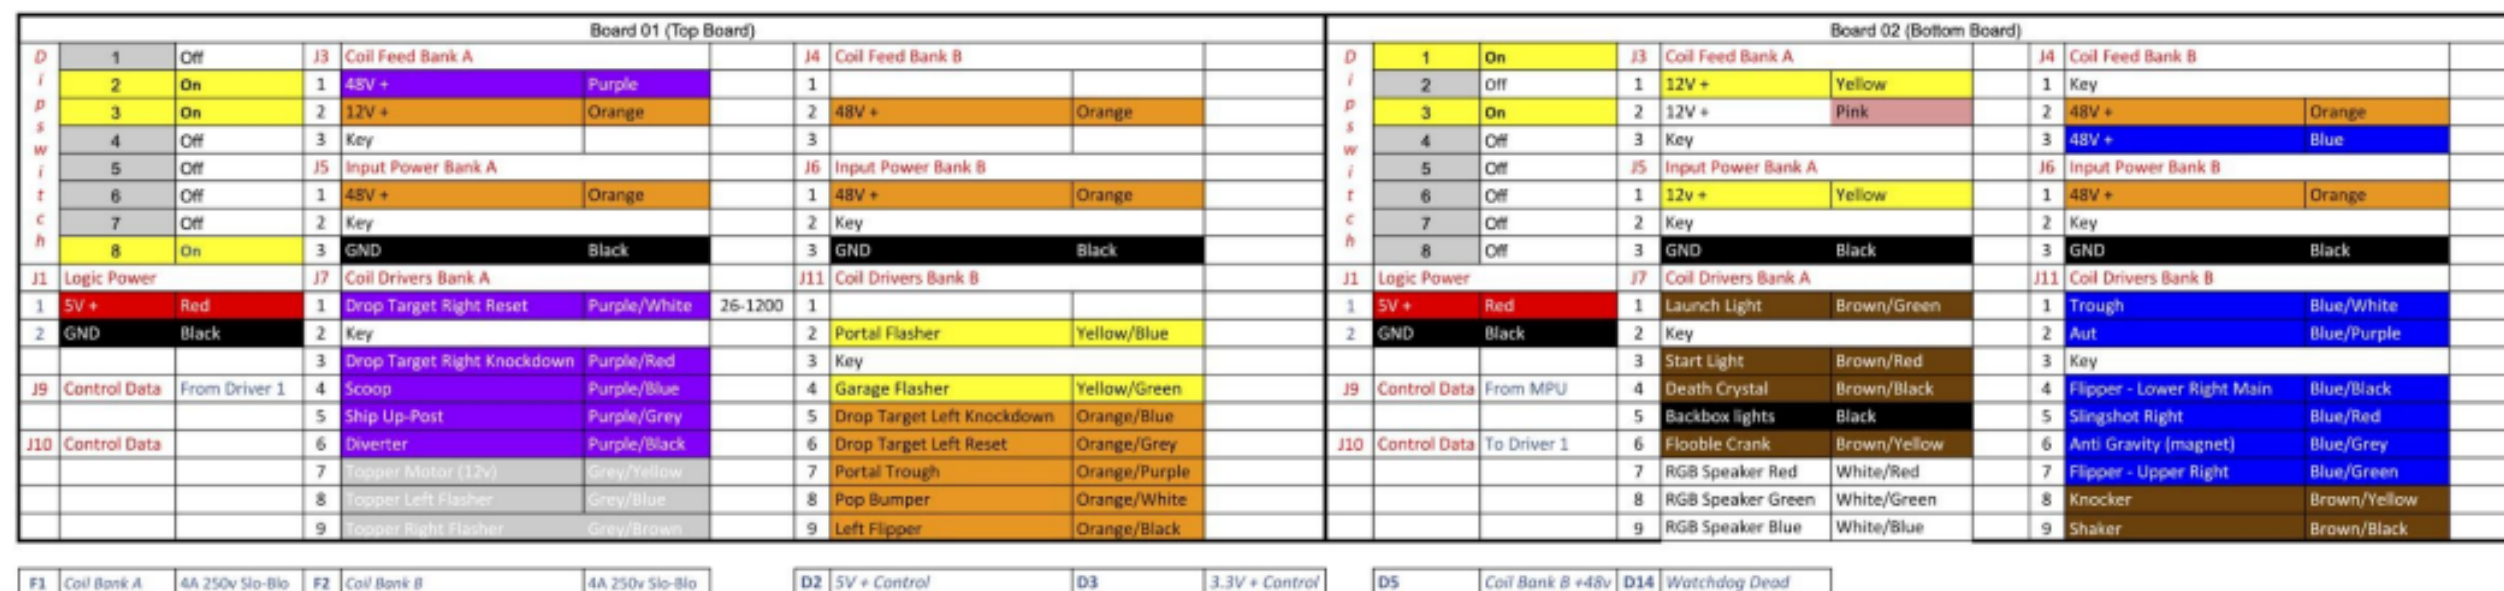 Board 01 (Top Board) Board 02 (Bottom Board)
Dipswitch 1 Off J3 Coil Feed Bank A J4 Coil Feed Bank B Dipswitch 1 On J3 Coil Feed Bank A J4 Coil Feed Bank B
2 On 1 48V + Purple 1 2 Off 1 12V + Yellow 1 Key
3 On 2 12V + Orange 2 48V + Orange 3 On 2 12V + Pink 2 48V + Orange
4 Off 3 Key 3 4 Off 3 Key 3 48V + Blue
5 Off J5 Input Power Bank A J6 Input Power Bank B 5 Off J5 Input Power Bank A J6 Input Power Bank B
6 Off 1 48V + Orange 1 48V + Orange 6 Off 1 12v + Yellow 1 48V + Orange
7 Off 2 Key 2 Key 7 Off 2 Key 2 Key
8 On 3 GND Black 3 GND Black 8 Off 3 GND Black 3 GND Black
J1 Logic Power J7 Coil Drivers Bank A J11 Coil Drivers Bank B J1 Logic Power J7 Coil Drivers Bank A J11 Coil Drivers Bank B
1 5V + Red 1 Drop Target Right Reset Purple/White 26-1200 1 1 5V + Red 1 Launch Light Brown/Green 1 Trough Blue/White
2 GND Black 2 Key 2 Portal Flasher Yellow/Blue 2 GND Black 2 Key 2 Aut Blue/Purple
3 Drop Target Right Knockdown Purple/Red 3 Key 3 Start Light Brown/Red 3 Key
J9 Control Data From Driver 1 4 Scoop Purple/Blue 4 Garage Flasher Yellow/Green J9 Control Data From MPU 4 Death Crystal Brown/Black 4 Flipper - Lower Right Main Blue/Black
5 Ship Up-Post Purple/Grey 5 Drop Target Left Knockdown Orange/Blue 5 Backbox lights Black 5 Slingshot Right Blue/Red
J10 Control Data 6 Diverter Purple/Black 6 Drop Target Left Reset Orange/Grey J10 Control Data To Driver 1 6 Flooble Crank Brown/Yellow 6 Anti Gravity (magnet) Blue/Grey
7 Topper Motor (12v) Grey/Yellow 7 Portal Trough Orange/Purple 7 RGB Speaker Red White/Red 7 Flipper - Upper Right Blue/Green
8 Topper Left Flasher Grey/Blue 8 Pop Bumper Orange/White 8 RGB Speaker Green White/Green 8 Knocker Brown/Yellow
9 Topper Right Flasher Grey/Brown 9 Left Flipper Orange/Black 9 RGB Speaker Blue White/Blue 9 Shaker Brown/Black
F1 Coil Bank A 4A 250v Slo-Blo F2 Coil Bank B 4A 250v Slo-Blo D2 5V + Control D3 3.3V + Control D5 Coil Bank B +48v D14 Watchdog Dead